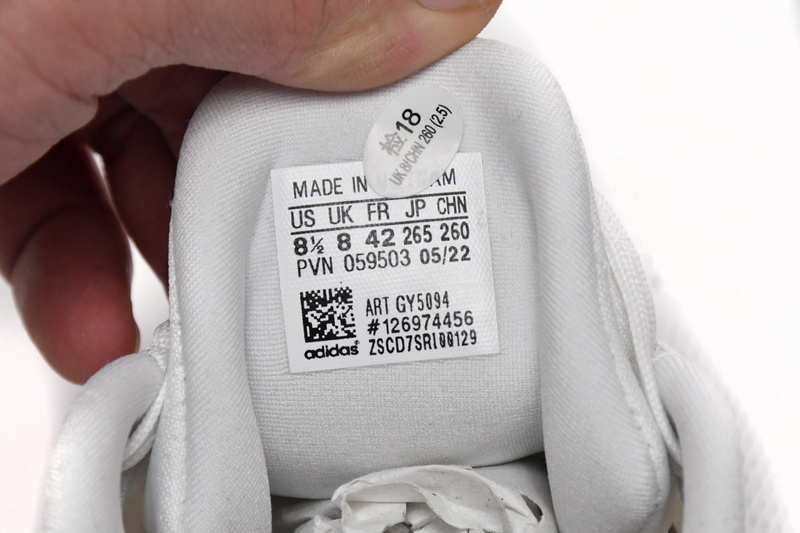 检18
UK 8/CHN 260 (2.5)
MADE IN
US UK FR JP CHN
8½ 8 42 265 260
PVN 059503 05/22
ART GY5094
#126974456
adidas® ZSCD7SRI00129